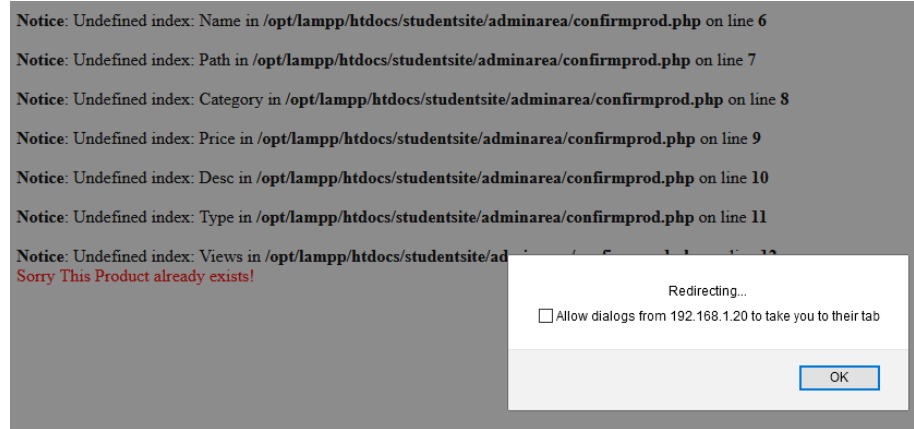 Notice: Undefined index: Name in /opt/lampp/htdocs/studentsite/adminarea/confirmprod.php on line 6
Notice: Undefined index: Path in /opt/lampp/htdocs/studentsite/adminarea/confirmprod.php on line 7
Notice: Undefined index: Category in /opt/lampp/htdocs/studentsite/adminarea/confirmprod.php on line 8
Notice: Undefined index: Price in /opt/lampp/htdocs/studentsite/adminarea/confirmprod.php on line 9
Notice: Undefined index: Desc in /opt/lampp/htdocs/studentsite/adminarea/confirmprod.php on line 10
Notice: Undefined index: Type in /opt/lampp/htdocs/studentsite/adminarea/confirmprod.php on line 11
Notice: Undefined index: Views in /opt/lampp/htdocs/studentsite/ad
Sorry This Product already exists!
Redirecting...
Allow dialogs from 192.168.1.20 to take you to their tab
OK